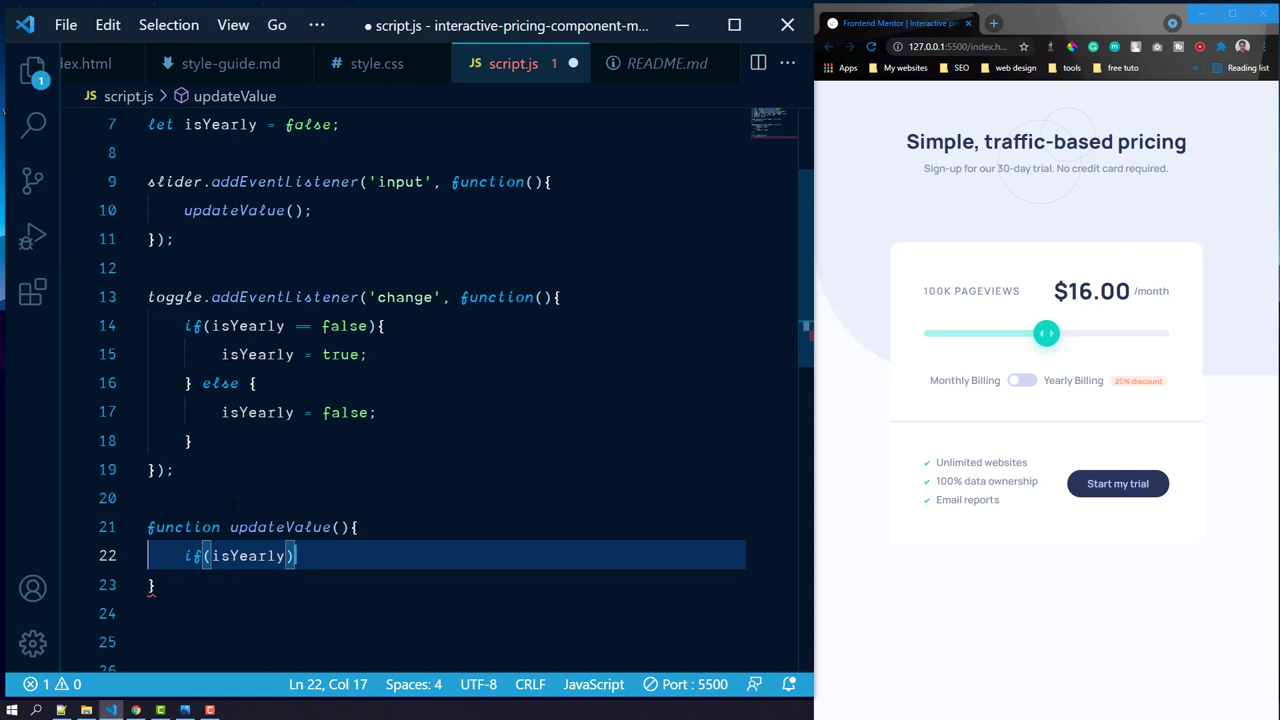 File Edit Selection View Go ••• ● script.js - interactive-pricing-component-m...
dex.html style-guide.md style.css JS script.js 1 README.md
JS script.js > updateValue
7 let isYearly = false;
8
9 slider.addEventListener('input', function(){
10 updateValue();
11 });
12
13 toggle.addEventListener('change', function(){
14 if(isYearly == false){
15 isYearly = true;
16 } else {
17 isYearly = false;
18 }
19 });
20
21 function updateValue(){
22 if(isYearly)
23 }
24
25
26
1
1 0 Ln 22, Col 17 Spaces: 4 UTF-8 CRLF JavaScript Port : 5500
Frontend Mentor | Interactive pr
127.0.0.1:5500/index.h...
Apps My websites SEO web design tools free tuto » Reading list
Simple, traffic-based pricing
Sign-up for our 30-day trial. No credit card required.
100K PAGEVIEWS $16.00 /month
Monthly Billing Yearly Billing 25% discount
Unlimited websites
100% data ownership
Email reports
Start my trial